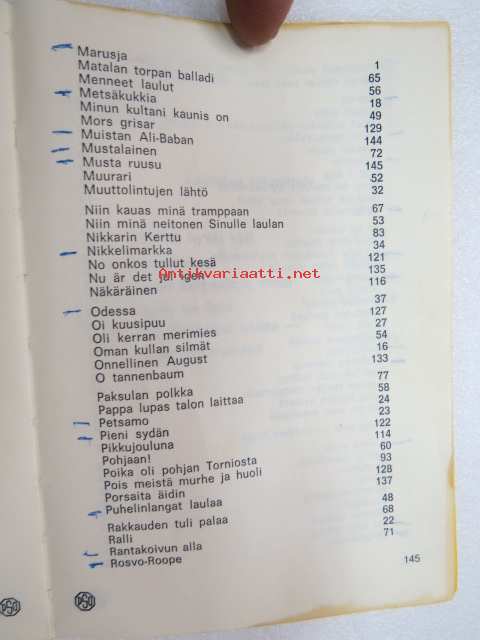 Marusja 1
Matalan torpan balladi 65
Menneet laulut 56
Metsäkukkia 18
Minun kultani kaunis on 49
Mors grisar 129
Muistan Ali-Baban 144
Mustalainen 72
Musta ruusu 145
Muurari 52
Muuttolintujen lähtö 32
Niin kauas minä tramppaan 67
Niin minä neitonen Sinulle laulan 53
Nikkarin Kerttu 83
Nikkelimarkka 34
No onkos tullut kesä 121
Nu är det jul igen 135
Antikvariaatti.net
Näkäräinen 116
Odessa 37
Oi kuusipuu 127
Oli kerran merimies 27
Oman kullan silmät 54
Onnellinen August 16
O tannenbaum 133
Paksulan polkka 77
Pappa lupas talon laittaa 58
Petsamo 24
Pieni sydän 23
Pikkujouluna 122
Pohjaan! 114
Poika oli pohjan Torniosta 60
Pois meistä murhe ja huoli 93
Porsaita äidin 128
Puhelinlangat laulaa 137
Rakkauden tuli palaa 48
Ralli 68
Rantakoivun alla 22
Rosvo-Roope 71
145